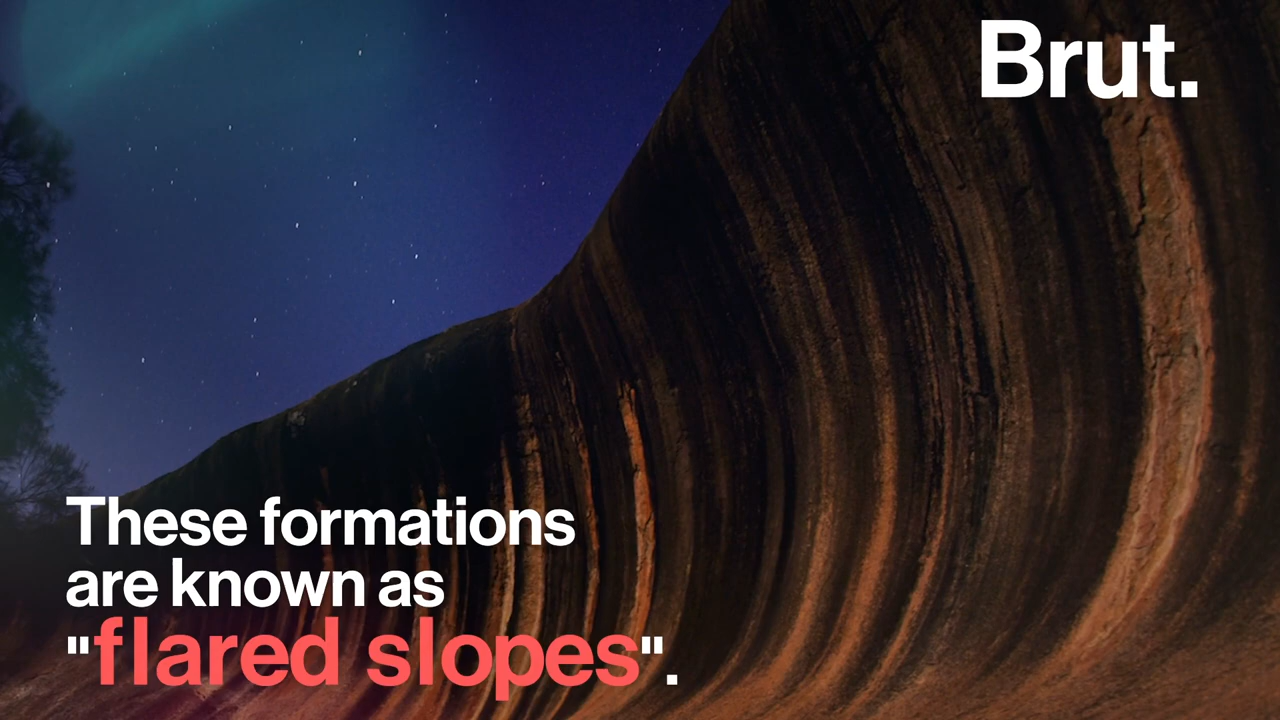 Brut.
These formations
are known as
"flared slopes".